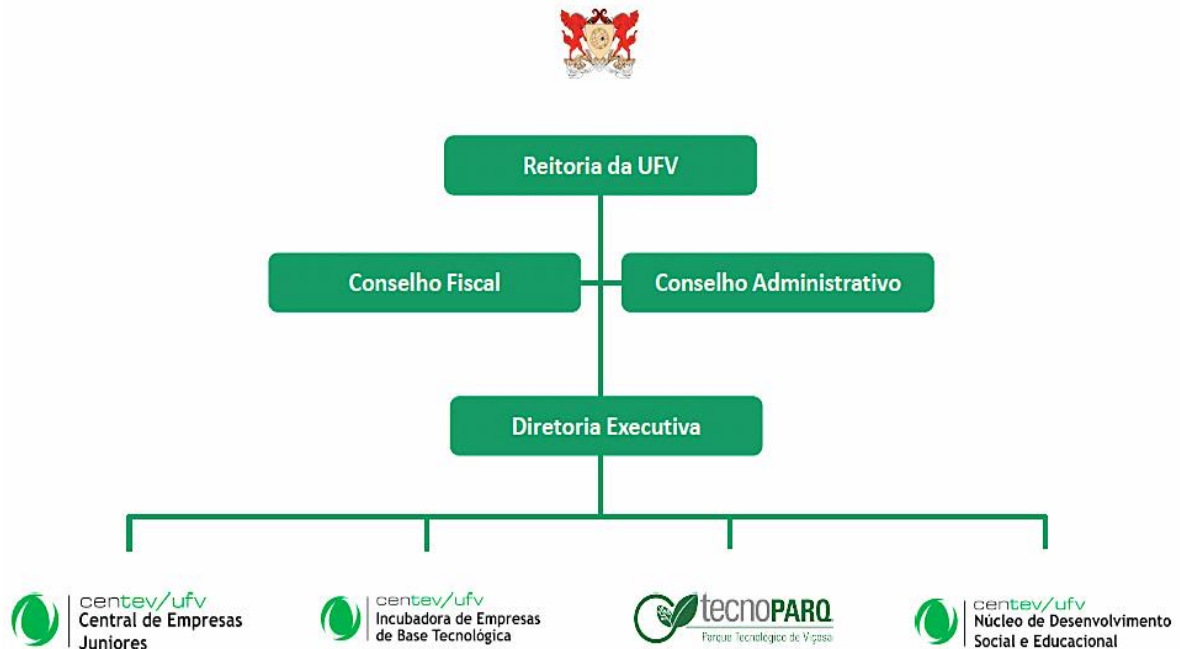 Reitoria da UFV
Conselho Fiscal
Conselho Administrativo
Diretoria Executiva
centev/ufv
Central de Empresas
Juniores
centev/ufv
Incubadora de Empresas
de Base Tecnológica
tecnoPARQ
Parque Tecnológico de Viçosa
centev/ufv
Núcleo de Desenvolvimento
Social e Educacional